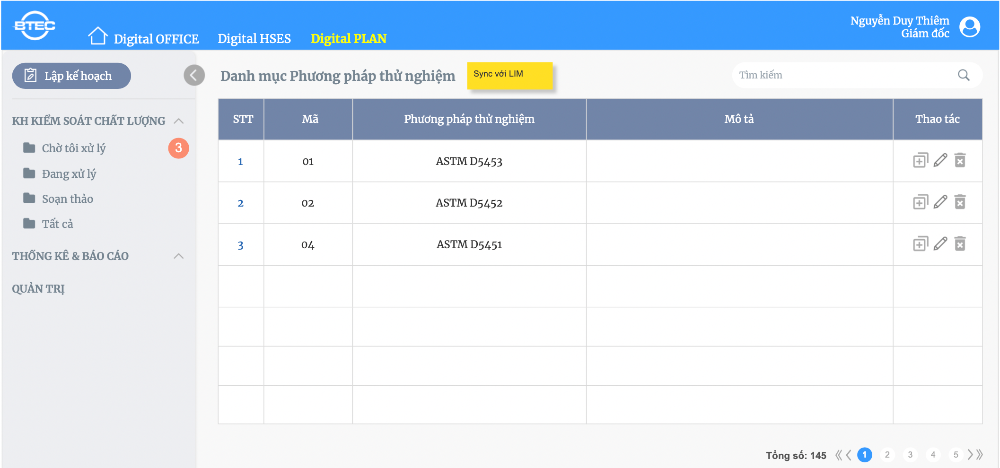 BTEC
Digital OFFICE
Digital HSES
Digital PLAN
Nguyễn Duy Thiêm
Giám đốc
Lập kế hoạch
Danh mục Phương pháp thử nghiệm
Sync với LIM
Tìm kiếm
KH KIỂM SOÁT CHẤT LƯỢNG
Chờ tôi xử lý
3
Đang xử lý
Soạn thảo
Tất cả
THỐNG KÊ & BÁO CÁO
QUẢN TRỊ
STT Mã Phương pháp thử nghiệm Mô tả Thao tác
1 01 ASTM D5453
2 02 ASTM D5452
3 04 ASTM D5451
Tổng số: 145 1 2 3 4 5